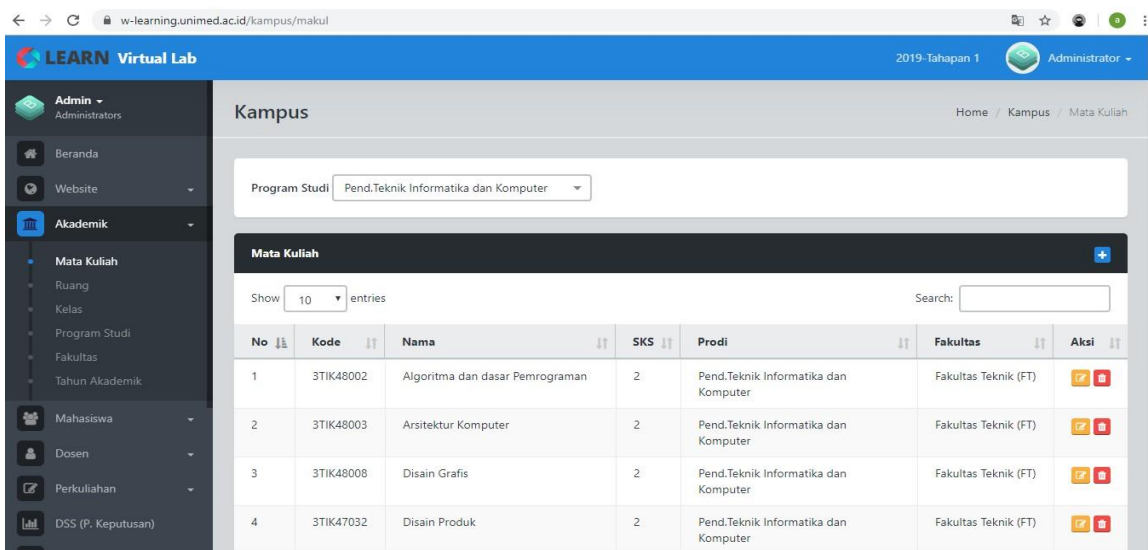 w-learning.unimed.ac.id/kampus/makul
a
LEARN Virtual Lab
2019-Tahapan 1
Administrator
Admin
Administrators
Beranda
Website
Akademik
Mata Kuliah
Ruang
Kelas
Program Studi
Fakultas
Tahun Akademik
Mahasiswa
Dosen
Perkuliahan
DSS (P. Keputusan)
Kampus
Home / Kampus / Mata Kuliah
Program Studi Pend.Teknik Informatika dan Komputer
Mata Kuliah
Show 10 entries
Search:
No Kode Nama SKS Prodi Fakultas Aksi
1 3TIK48002 Algoritma dan dasar Pemrograman 2 Pend.Teknik Informatika dan Fakultas Teknik (FT)
Komputer
2 3TIK48003 Arsitektur Komputer 2 Pend.Teknik Informatika dan Fakultas Teknik (FT)
Komputer
3 3TIK48008 Disain Grafis 2 Pend.Teknik Informatika dan Fakultas Teknik (FT)
Komputer
4 3TIK47032 Disain Produk 2 Pend.Teknik Informatika dan Fakultas Teknik (FT)
Komputer